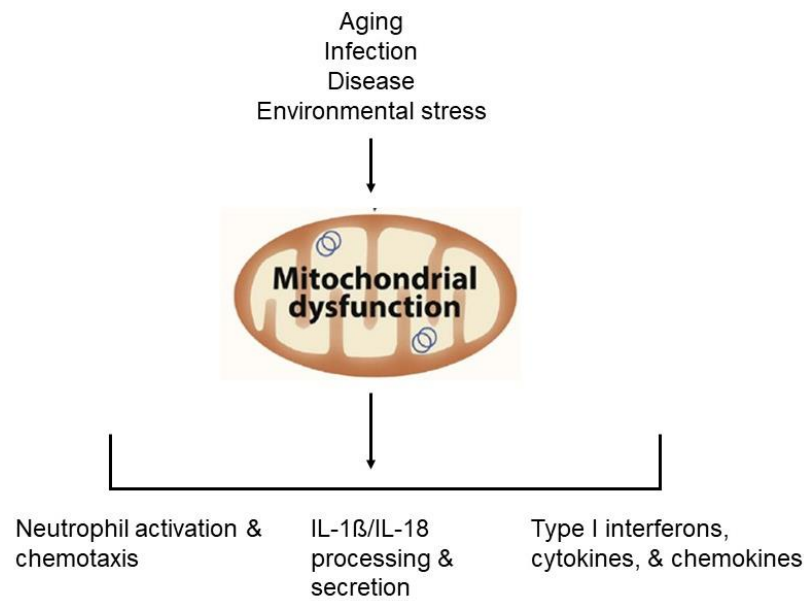 Aging
Infection
Disease
Environmental stress
Mitochondrial
dysfunction
Neutrophil activation &
chemotaxis
IL-1ß/IL-18
processing &
secretion
Type I interferons,
cytokines, & chemokines